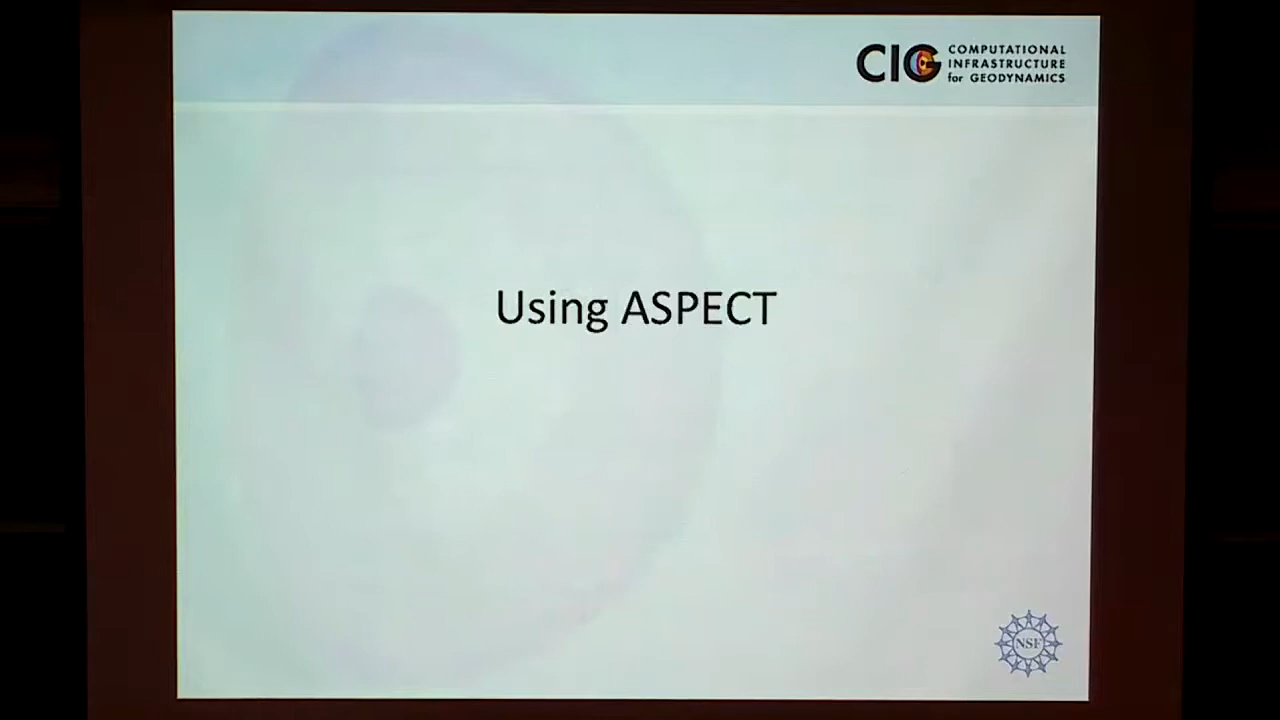 CIG
COMPUTATIONAL
INFRASTRUCTURE
for GEODYNAMICS
Using ASPECT
NSF